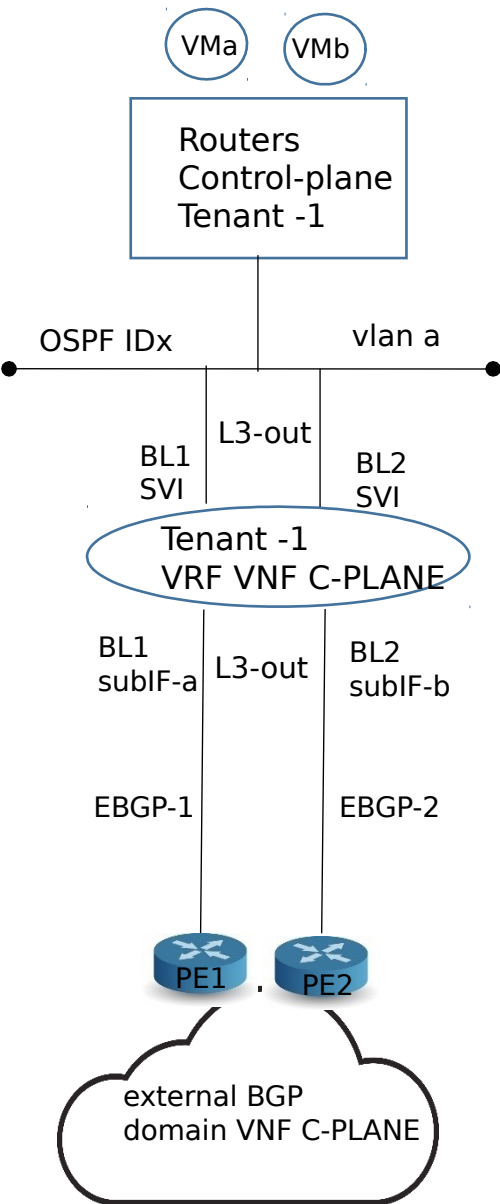 VMa
VMb
Routers
Control-plane
Tenant -1
OSPF IDx
vlan a
L3-out
BL1
SVI
BL2
SVI
Tenant -1
VRF VNF C-PLANE
BL1
subIF-a
L3-out
BL2
subIF-b
EBGP-1
EBGP-2
PE1
PE2
external BGP
domain VNF C-PLANE